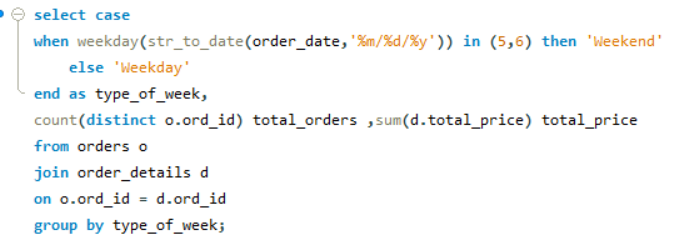 select case
when weekday(str_to_date(order_date,'%m/%d/%y')) in (5,6) then 'Weekend'
else 'Weekday'
end as type_of_week,
count(distinct o.ord_id) total_orders ,sum(d.total_price) total_price
from orders o
join order_details d
on o.ord_id = d.ord_id
group by type_of_week;